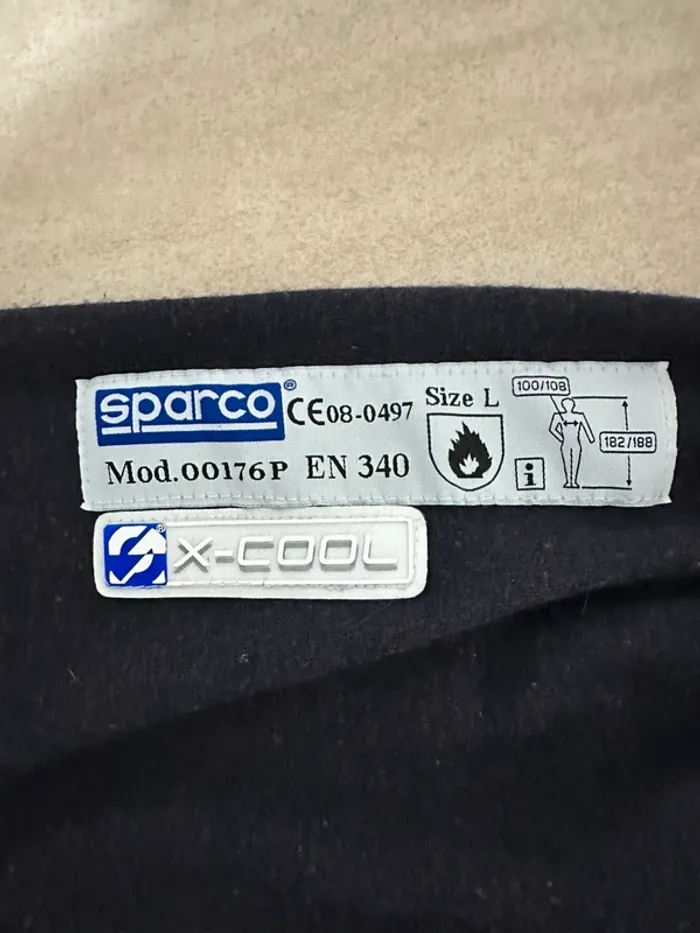 sparco® CE08-0497 Size L 100/108
Mod.00176P EN 340 i 182/188
X-COOL®